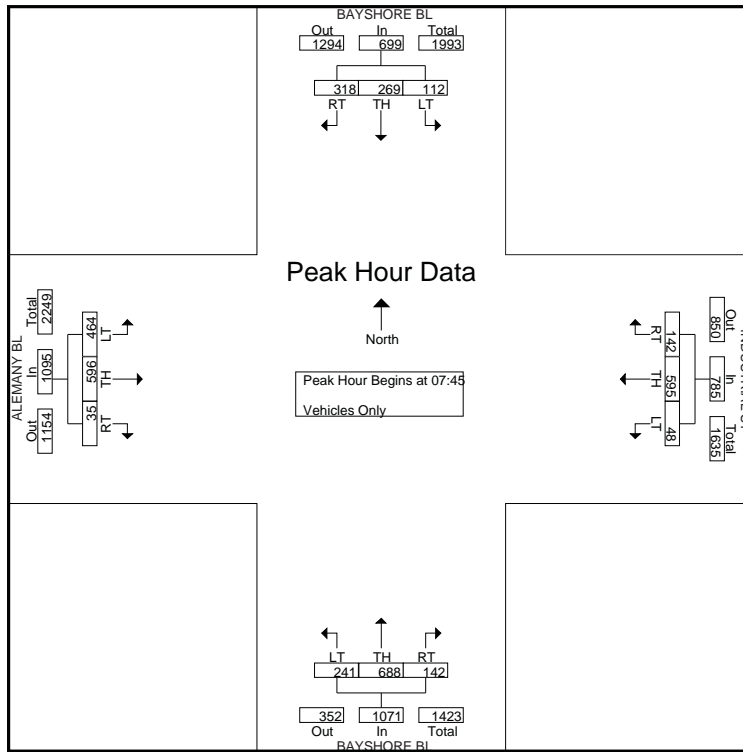 BAYSHORE BL
Out In Total
1294 699 1993
318 269 112
RT TH LT
Peak Hour Data
North
Peak Hour Begins at 07:45
Vehicles Only
ALEMANY BL
Out In Total
1154 1095 2249
35 596 464
RT TH LT
Out In Total
850 785 1635
142 595 48
RT TH LT
LT TH RT
241 688 142
352 1071 1423
Out In Total
BAYSHORE BL